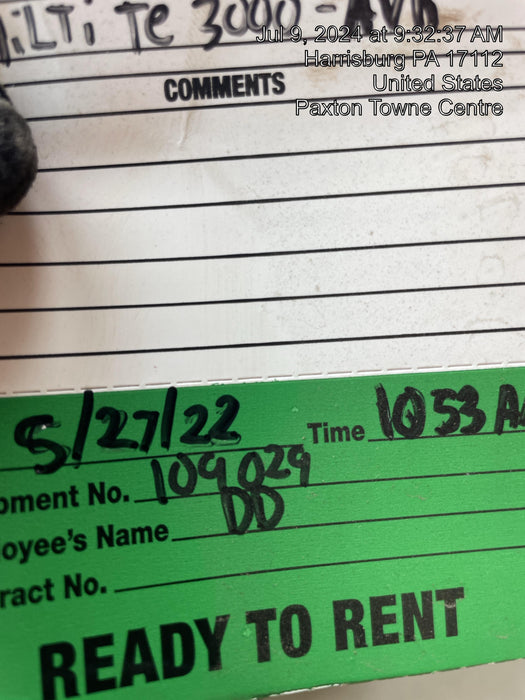 HiLTi TE 3000-AVR
Jul 9, 2024 at 9:32:37 AM
Harrisburg PA 17112
United States
Paxton Towne Centre
COMMENTS
5/27/22 Time 1053 A
pment No. 109029
oyee's Name DD
ract No.
READY TO RENT